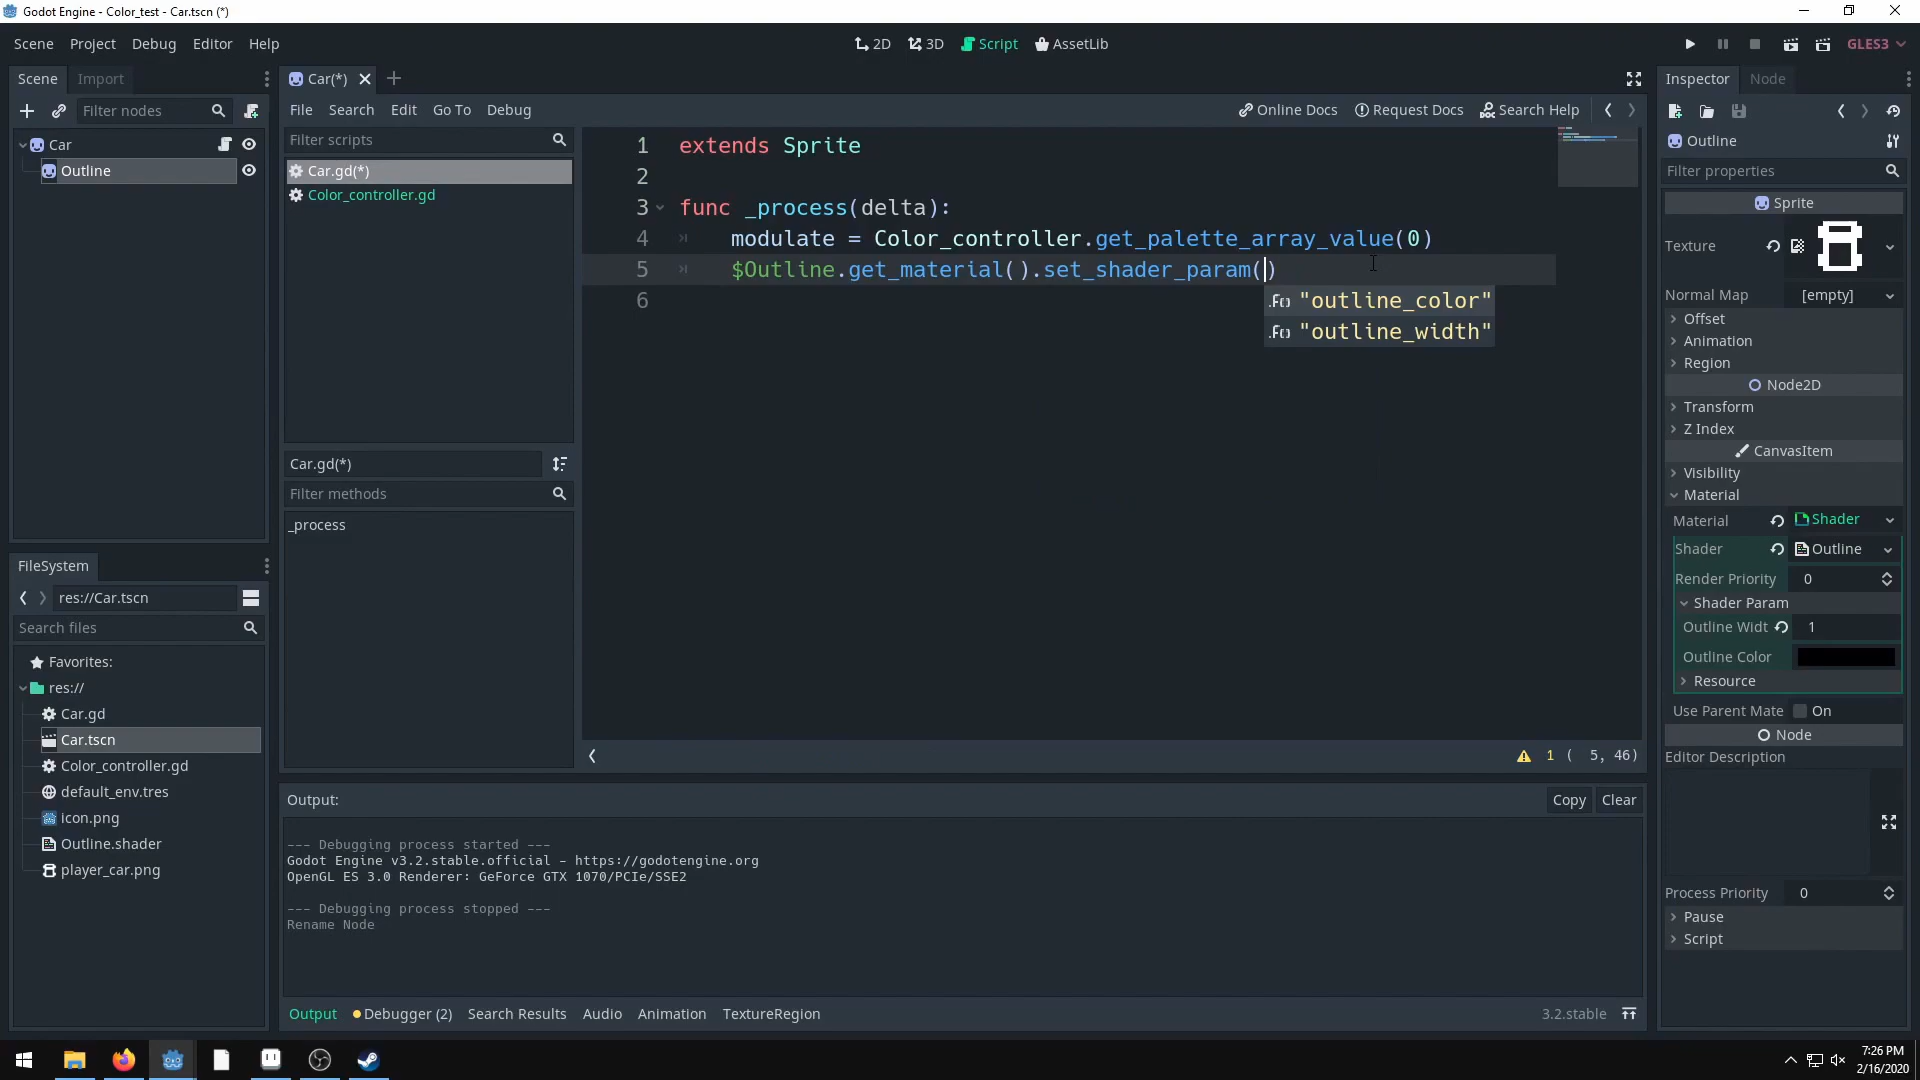 Godot Engine - Color_test - Car.tscn (*)
Scene Project Debug Editor Help
2D 3D Script AssetLib
GLES3
Scene Import
Filter nodes
Car
Outline
Car(*)
File Search Edit Go To Debug
Online Docs Request Docs Search Help
Filter scripts
Car.gd(*)
Color_controller.gd
Car.gd(*)
Filter methods
_process
1 extends Sprite
2
3 func _process(delta):
4 modulate = Color_controller.get_palette_array_value(0)
5 $Outline.get_material().set_shader_param()
6
"outline_color"
"outline_width"
1 ( 5, 46)
FileSystem
res://Car.tscn
Search files
Favorites:
res://
Car.gd
Car.tscn
Color_controller.gd
default_env.tres
icon.png
Outline.shader
player_car.png
Output:
Copy Clear
--- Debugging process started ---
Godot Engine v3.2.stable.official - https://godotengine.org
OpenGL ES 3.0 Renderer: GeForce GTX 1070/PCIe/SSE2
--- Debugging process stopped ---
Rename Node
Output Debugger (2) Search Results Audio Animation TextureRegion
3.2.stable
Inspector Node
Outline
Filter properties
Sprite
Texture
Normal Map [empty]
Offset
Animation
Region
Node2D
Transform
Z Index
CanvasItem
Visibility
Material
Material Shader
Shader Outline
Render Priority 0
Shader Param
Outline Widt 1
Outline Color
Resource
Use Parent Mate On
Node
Editor Description
Process Priority 0
Pause
Script
7:26 PM
2/16/2020